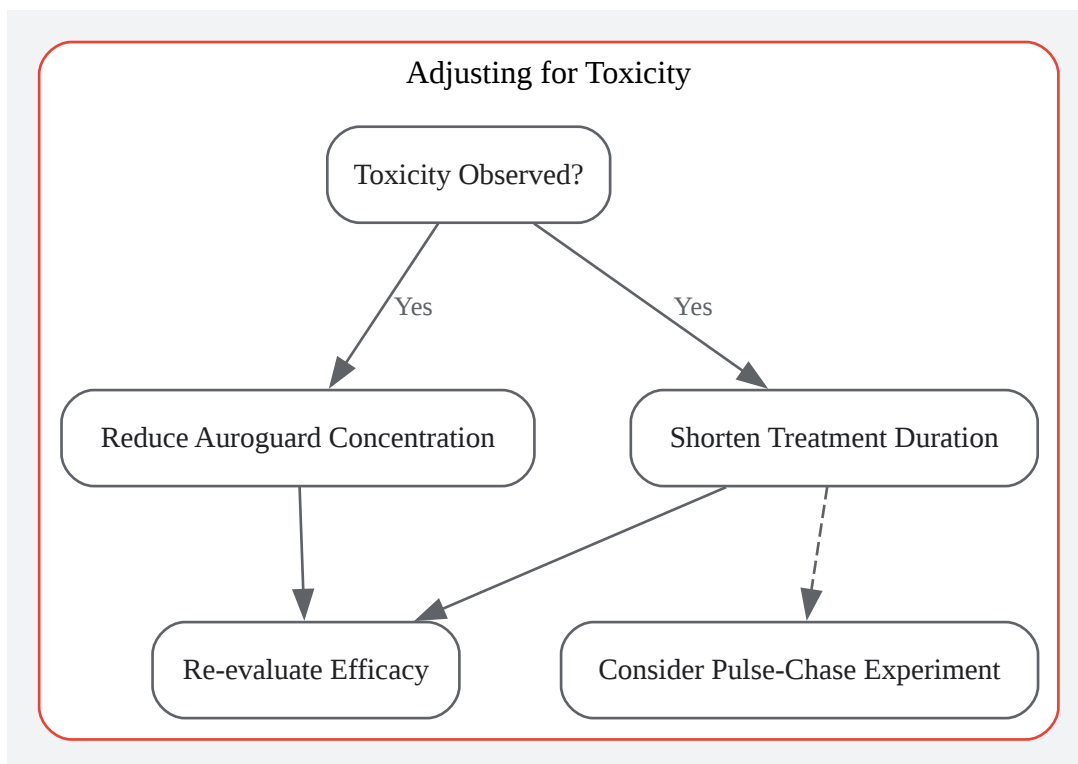 Adjusting for Toxicity
Toxicity Observed?
Yes
Yes
Reduce Auroguard Concentration
Shorten Treatment Duration
Re-evaluate Efficacy
Consider Pulse-Chase Experiment